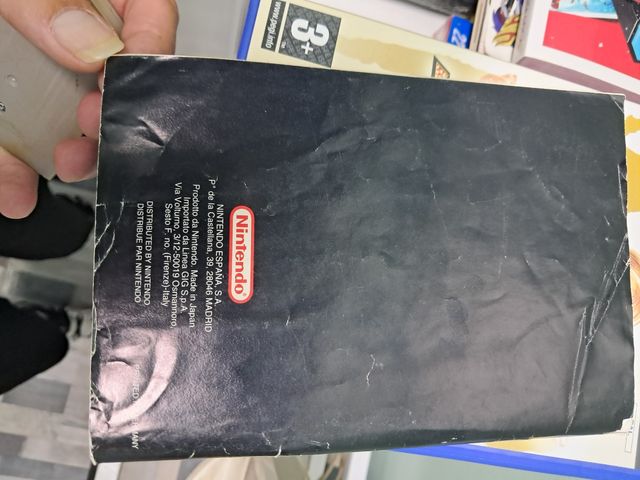 Nintendo®
NINTENDO ESPAÑA, S.A.
Pº de la Castellana, 39, 28046 MADRID
Prodotto da Nintendo. Made in Japan
Importato da Linea GiG S.p.A.
Via Volturno, 3/12-50019 Osmannoro,
Sesto F. no. (Firenze)-Italy
DISTRIBUTED BY NINTENDO
DISTRIBUE PAR NINTENDO
3+
www.pegi.info